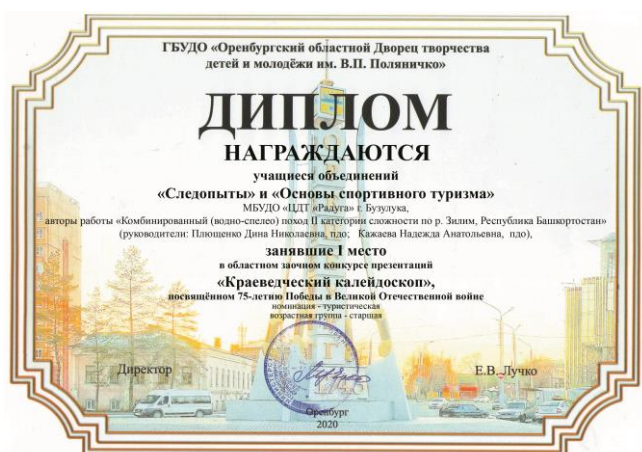 ГБУДО «Оренбургский областной Дворец творчества
детей и молодёжи им. В.П. Поляничко»
ДИПЛОМ
НАГРАЖДАЮТСЯ
учащиеся объединений
«Следопыты» и «Основы спортивного туризма»
МБУДО «ЦДТ «Радуга» г. Бузулука,
авторы работы «Комбинированный (водно-спелео) поход II категории сложности по р. Зилим, Республика Башкортостан»
(руководители: Плющенко Дина Николаевна, пдо; Кажаева Надежда Анатольевна, пдо),
занявшие I место
в областном заочном конкурсе презентаций
«Краеведческий калейдоскоп»,
посвящённом 75-летию Победы в Великой Отечественной войне
номинация - туристическая
возрастная группа - старшая
Директор
Е.В. Лучко
Оренбург
2020